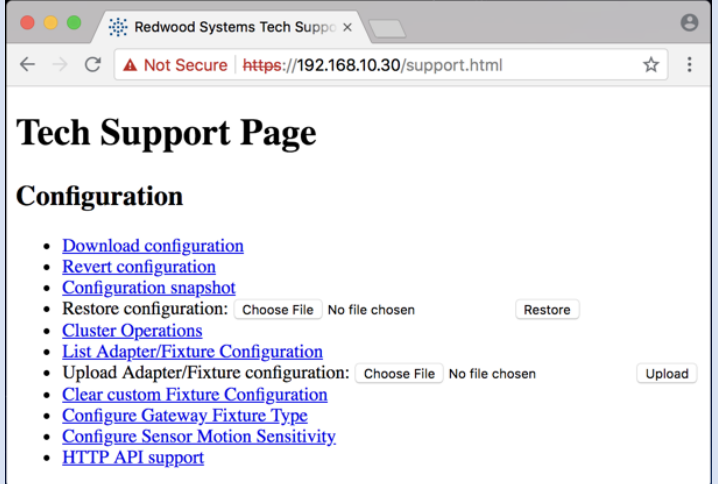 Redwood Systems Tech Suppo
Not Secure | https://192.168.10.30/support.html
Tech Support Page
Configuration
Download configuration
Revert configuration
Configuration snapshot
Restore configuration: Choose File No file chosen Restore
Cluster Operations
List Adapter/Fixture Configuration
Upload Adapter/Fixture configuration: Choose File No file chosen Upload
Clear custom Fixture Configuration
Configure Gateway Fixture Type
Configure Sensor Motion Sensitivity
HTTP API support